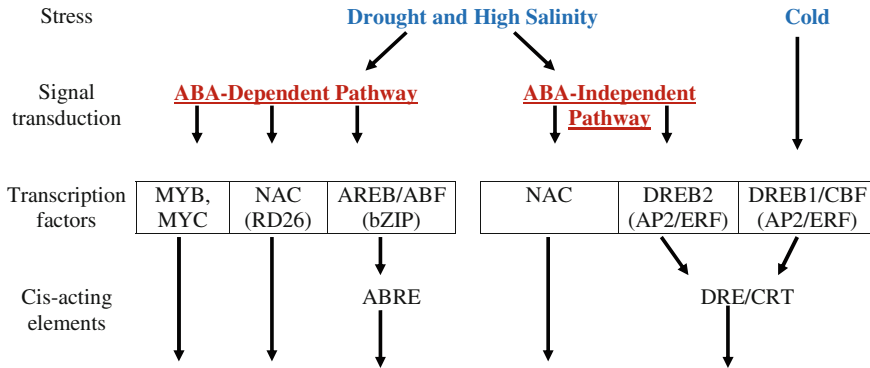 Stress
Drought and High Salinity
Cold
Signal
transduction
ABA-Dependent Pathway
ABA-Independent
Pathway
Transcription
factors
MYB,
MYC
NAC
(RD26)
AREB/ABF
(bZIP)
NAC
DREB2
(AP2/ERF)
DREB1/CBF
(AP2/ERF)
Cis-acting
elements
ABRE
DRE/CRT